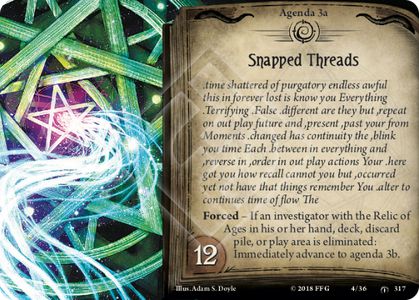 Agenda 3a
Snapped Threads
.time shattered of purgatory endless awful
this in forever lost is know you Everything
.Terrifying .False .different are they but ,repeat
on out play future and ,present ,past your from
Moments .changed has continuity the ,blink
you time Each .between in everything and
,reverse in ,order in out play actions Your .here
got you how recall cannot you but ,occurred
yet not have that things remember You .alter to
continues time of flow The
Forced – If an investigator with the Relic of
Ages in his or her hand, deck, discard
pile, or play area is eliminated:
Immediately advance to agenda 3b.
12
Illus. Adam S. Doyle
© 2018 FFG
4/36
317